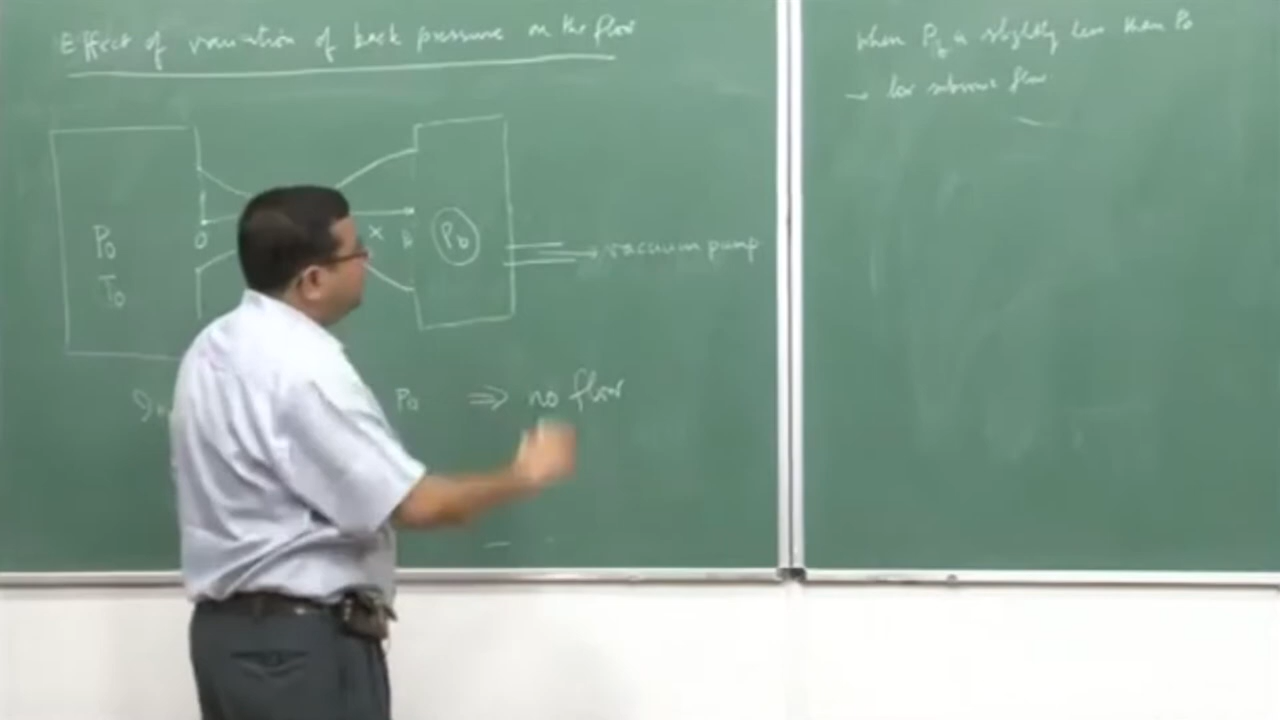 Effect of variation of back pressure on the flow
P0
T0
0
x
Pb
→ vacuum pump
P0 ⇒ no flow
when Pb is slightly less than P0
→ low subsonic flow